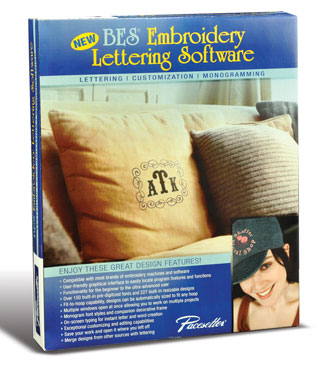 NEW
BES Embroidery
Lettering Software
LETTERING | CUSTOMIZATION | MONOGRAMMING
ATK
ENJOY THESE GREAT DESIGN FEATURES!
• Compatible with most brands of embroidery machines and software
• User-friendly graphical interface to easily locate program features and functions
• Functionality for the beginner to the ultra-advanced user
• Over 150 built-in pre-digitized fonts and 227 built-in resizable designs
• Fit-to-hoop capability, designs can be automatically sized to fit any hoop
• Multiple windows open at once allowing you to work on multiple projects
• Monogram font styles and companion decorative frames
• On-screen typing for instant letter and word creation
• Exceptional customizing and editing capabilities
• Save your work and open it where you left off
• Merge designs from other sources with lettering
Pacesetter